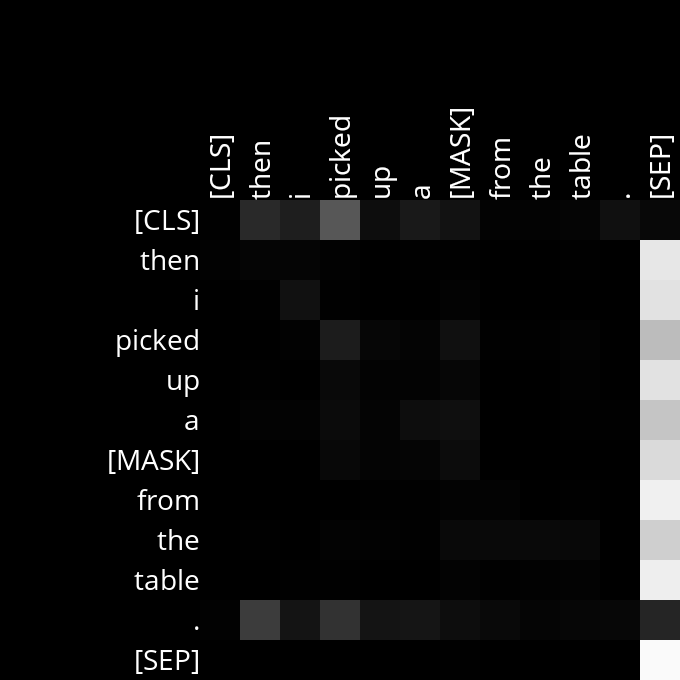 [CLS] then i picked up a [MASK] from the table . [SEP]
[CLS]
then
i
picked
up
a
[MASK]
from
the
table
.
[SEP]